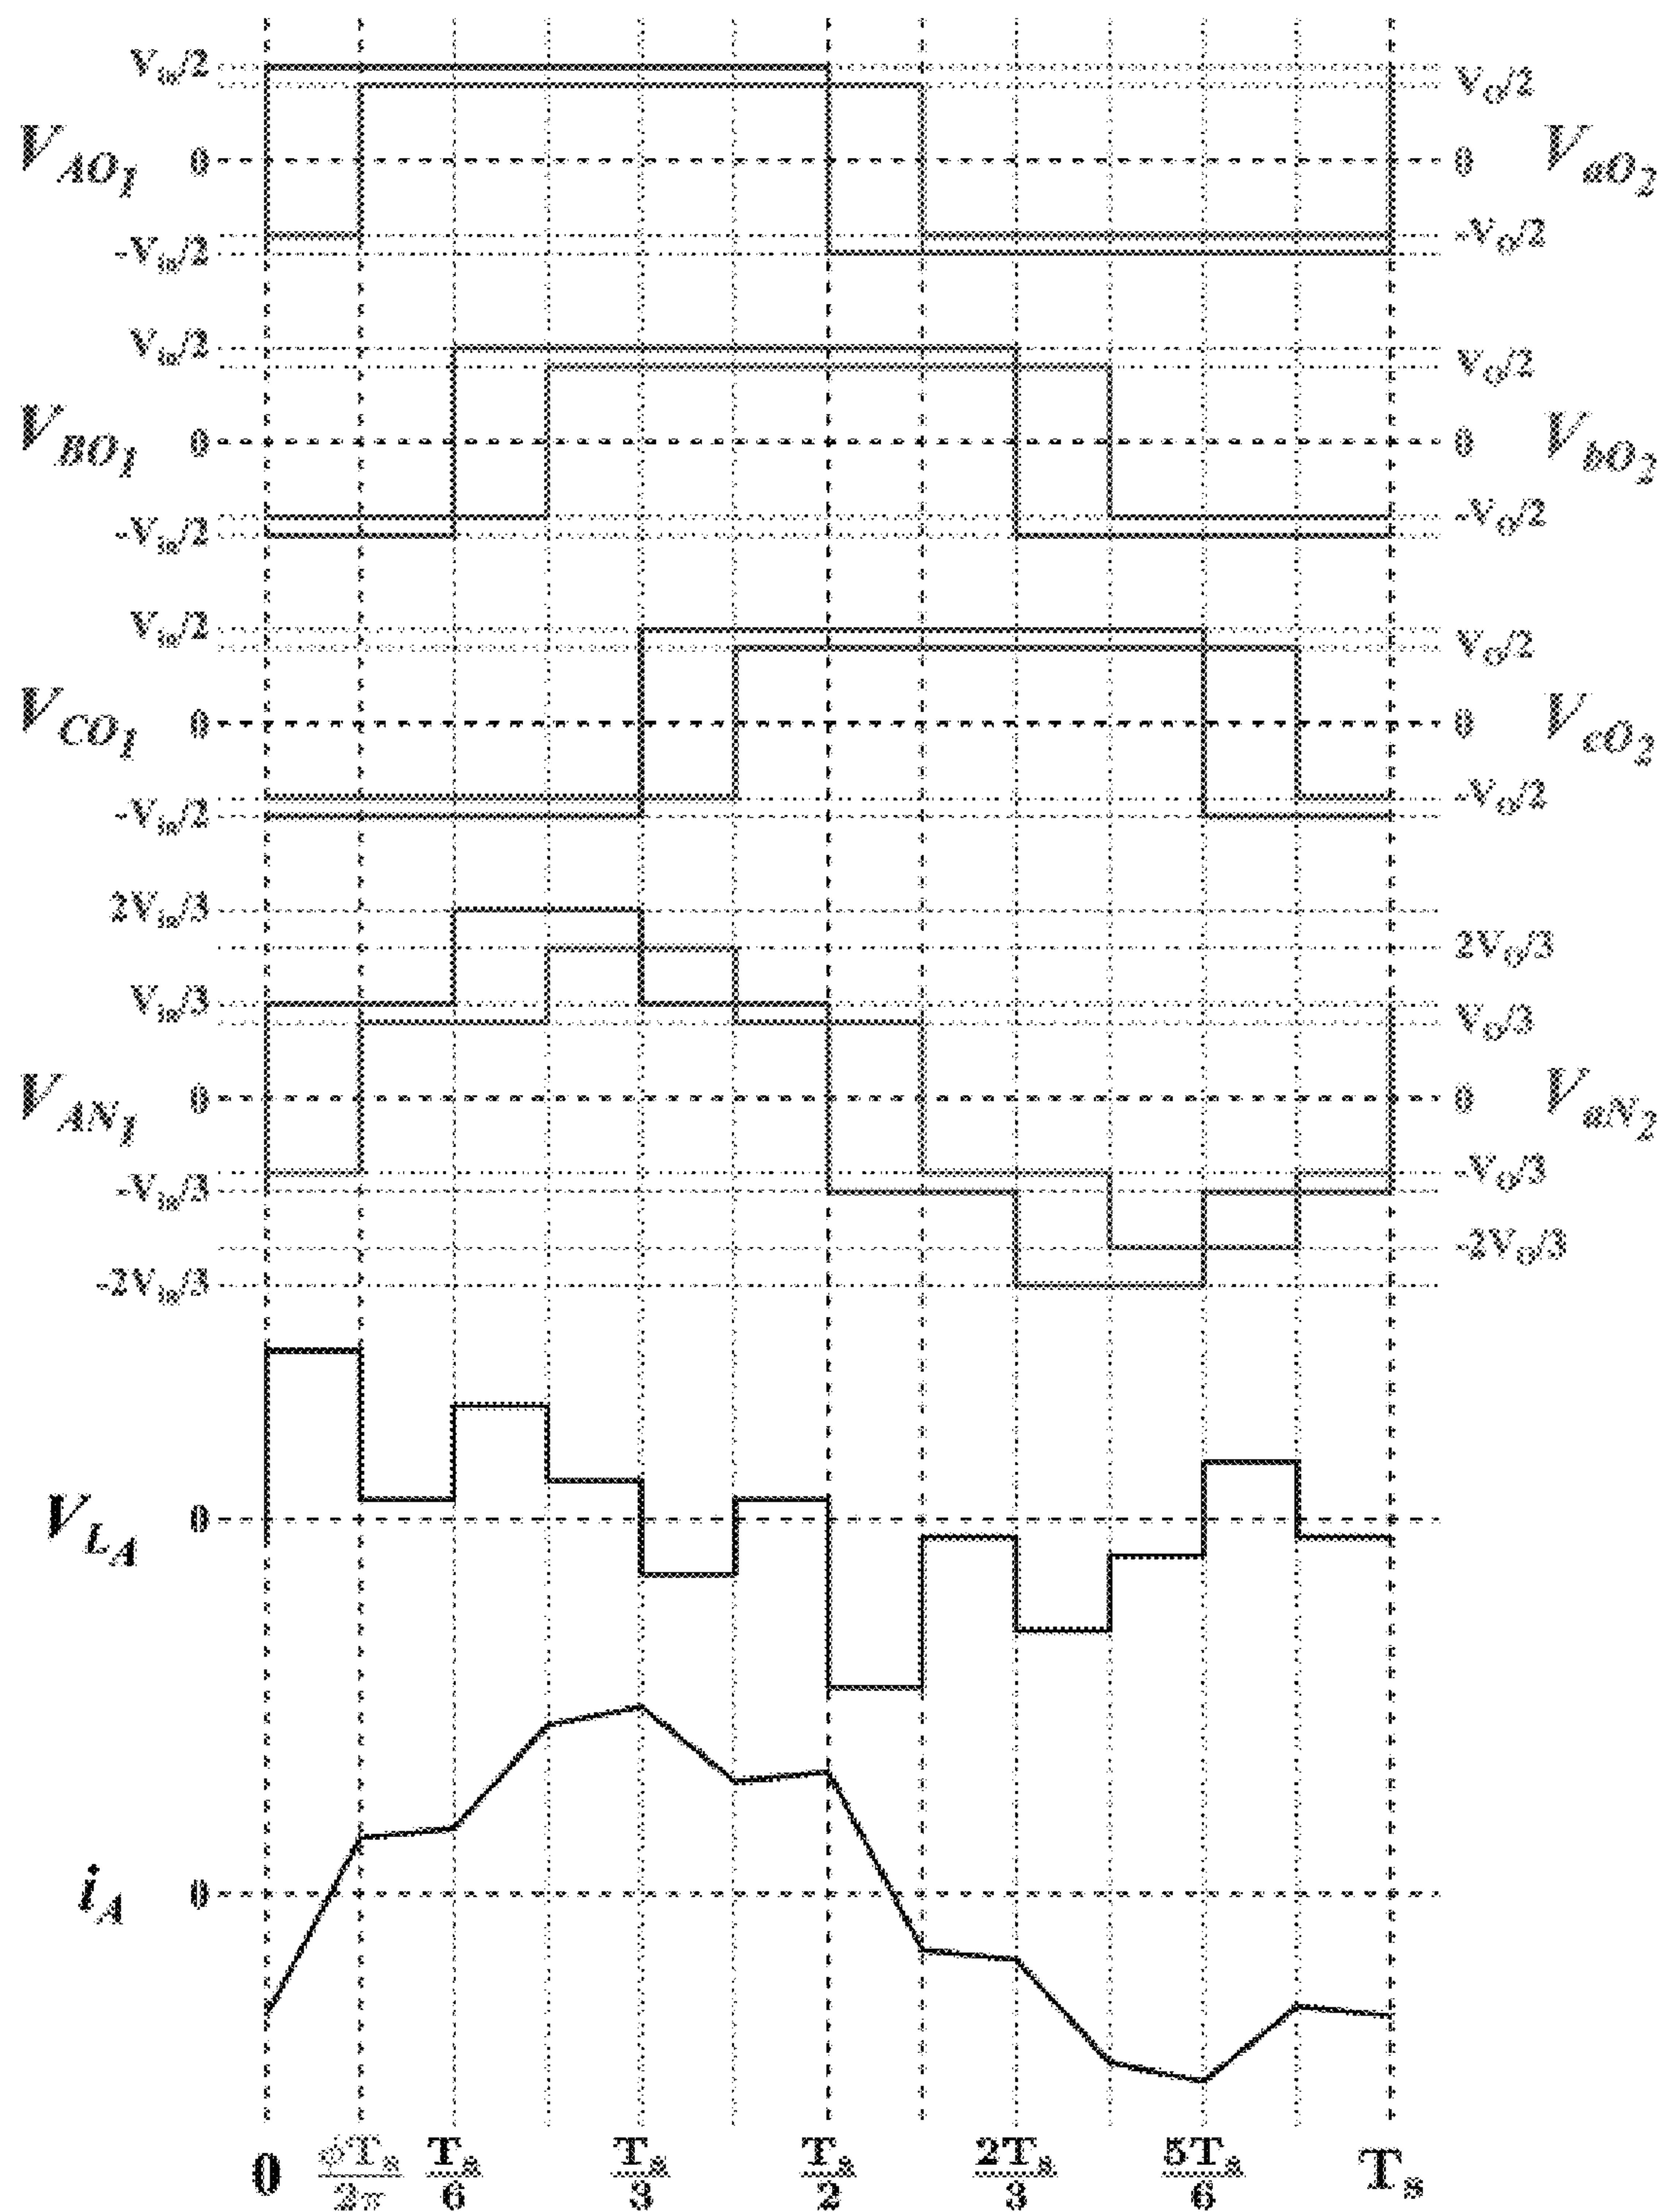 V_in/2
V_O/2
V_AO1 0
0 V_aO2
-V_in/2
-V_O/2
V_in/2
V_O/2
V_BO1 0
0 V_bO2
-V_in/2
-V_O/2
V_in/2
V_O/2
V_CO1 0
0 V_cO2
-V_in/2
-V_O/2
2V_in/3
2V_O/3
V_in/3
V_O/3
V_AN1 0
0 V_aN2
-V_O/3
-V_in/3
-2V_O/3
-2V_in/3
V_LA 0
i_A 0
0 ϕT_s/2π T_s/6 T_s/3 T_s/2 2T_s/3 5T_s/6 T_s